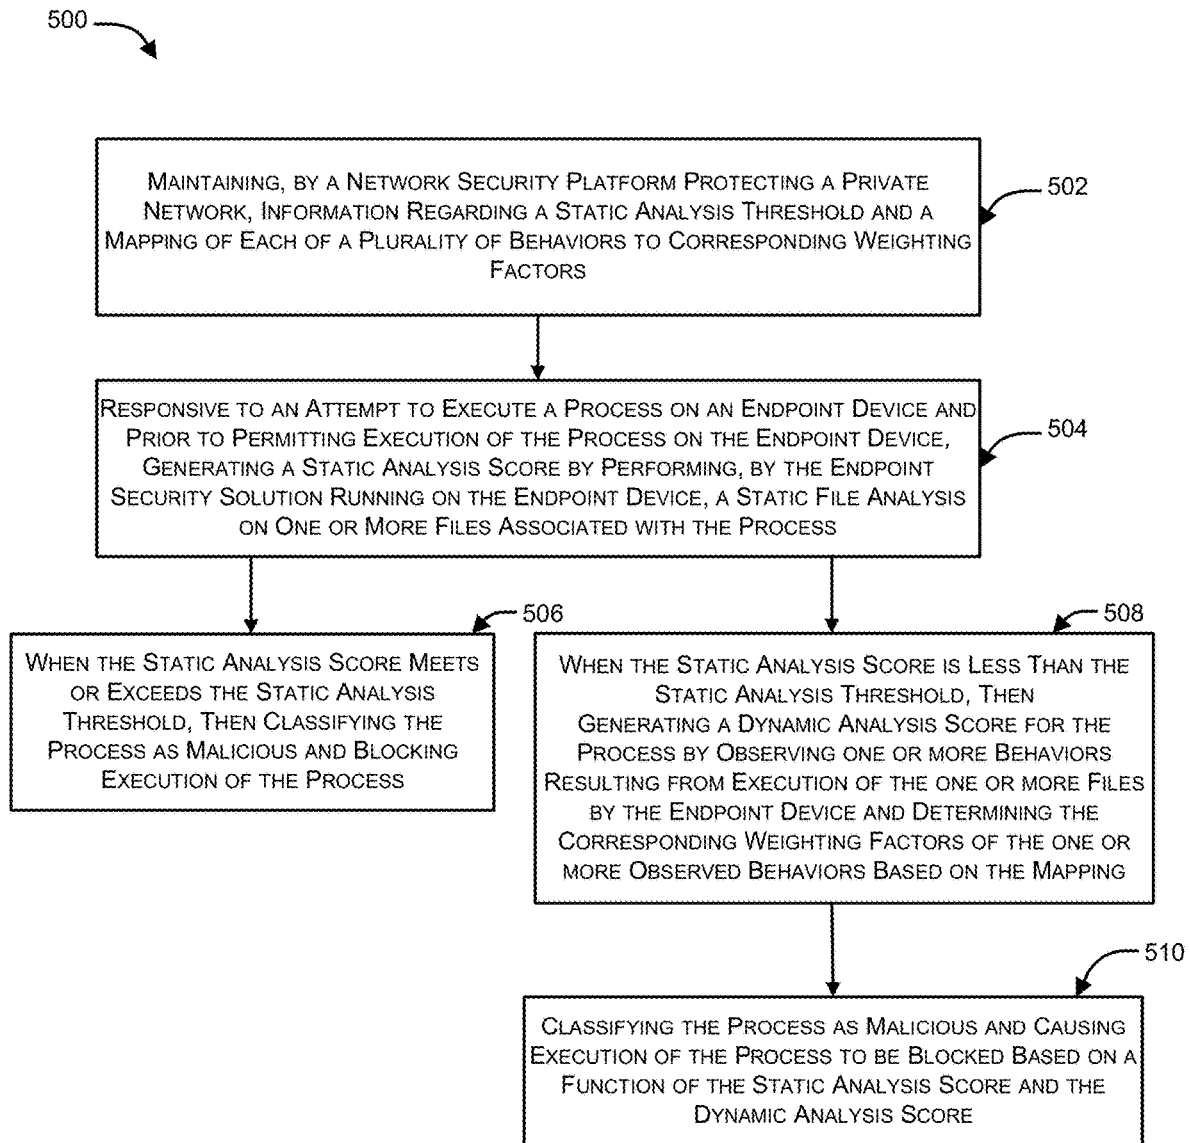 500
MAINTAINING, BY A NETWORK SECURITY PLATFORM PROTECTING A PRIVATE
NETWORK, INFORMATION REGARDING A STATIC ANALYSIS THRESHOLD AND A
MAPPING OF EACH OF A PLURALITY OF BEHAVIORS TO CORRESPONDING WEIGHTING
FACTORS
502
RESPONSIVE TO AN ATTEMPT TO EXECUTE A PROCESS ON AN ENDPOINT DEVICE AND
PRIOR TO PERMITTING EXECUTION OF THE PROCESS ON THE ENDPOINT DEVICE,
GENERATING A STATIC ANALYSIS SCORE BY PERFORMING, BY THE ENDPOINT
SECURITY SOLUTION RUNNING ON THE ENDPOINT DEVICE, A STATIC FILE ANALYSIS
ON ONE OR MORE FILES ASSOCIATED WITH THE PROCESS
504
506
WHEN THE STATIC ANALYSIS SCORE MEETS
OR EXCEEDS THE STATIC ANALYSIS
THRESHOLD, THEN CLASSIFYING THE
PROCESS AS MALICIOUS AND BLOCKING
EXECUTION OF THE PROCESS
508
WHEN THE STATIC ANALYSIS SCORE IS LESS THAN THE
STATIC ANALYSIS THRESHOLD, THEN
GENERATING A DYNAMIC ANALYSIS SCORE FOR THE
PROCESS BY OBSERVING ONE OR MORE BEHAVIORS
RESULTING FROM EXECUTION OF THE ONE OR MORE FILES
BY THE ENDPOINT DEVICE AND DETERMINING THE
CORRESPONDING WEIGHTING FACTORS OF THE ONE OR
MORE OBSERVED BEHAVIORS BASED ON THE MAPPING
510
CLASSIFYING THE PROCESS AS MALICIOUS AND CAUSING
EXECUTION OF THE PROCESS TO BE BLOCKED BASED ON A
FUNCTION OF THE STATIC ANALYSIS SCORE AND THE
DYNAMIC ANALYSIS SCORE